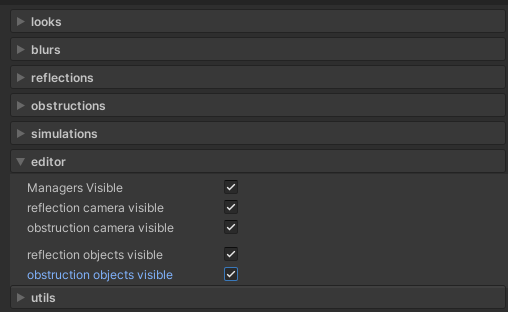 looks
blurs
reflections
obstructions
simulations
editor
Managers Visible
reflection camera visible
obstruction camera visible
reflection objects visible
obstruction objects visible
utils